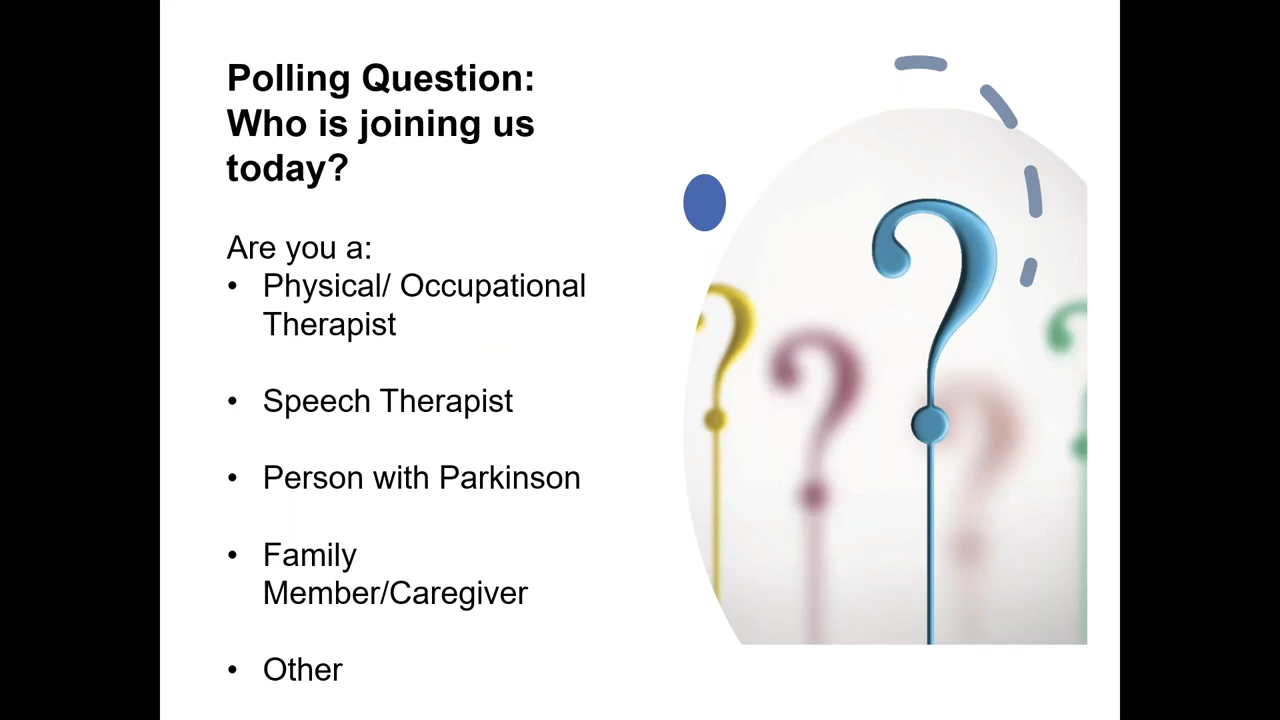 Polling Question:
Who is joining us
today?
Are you a:
• Physical/ Occupational
Therapist
• Speech Therapist
• Person with Parkinson
• Family
Member/Caregiver
• Other